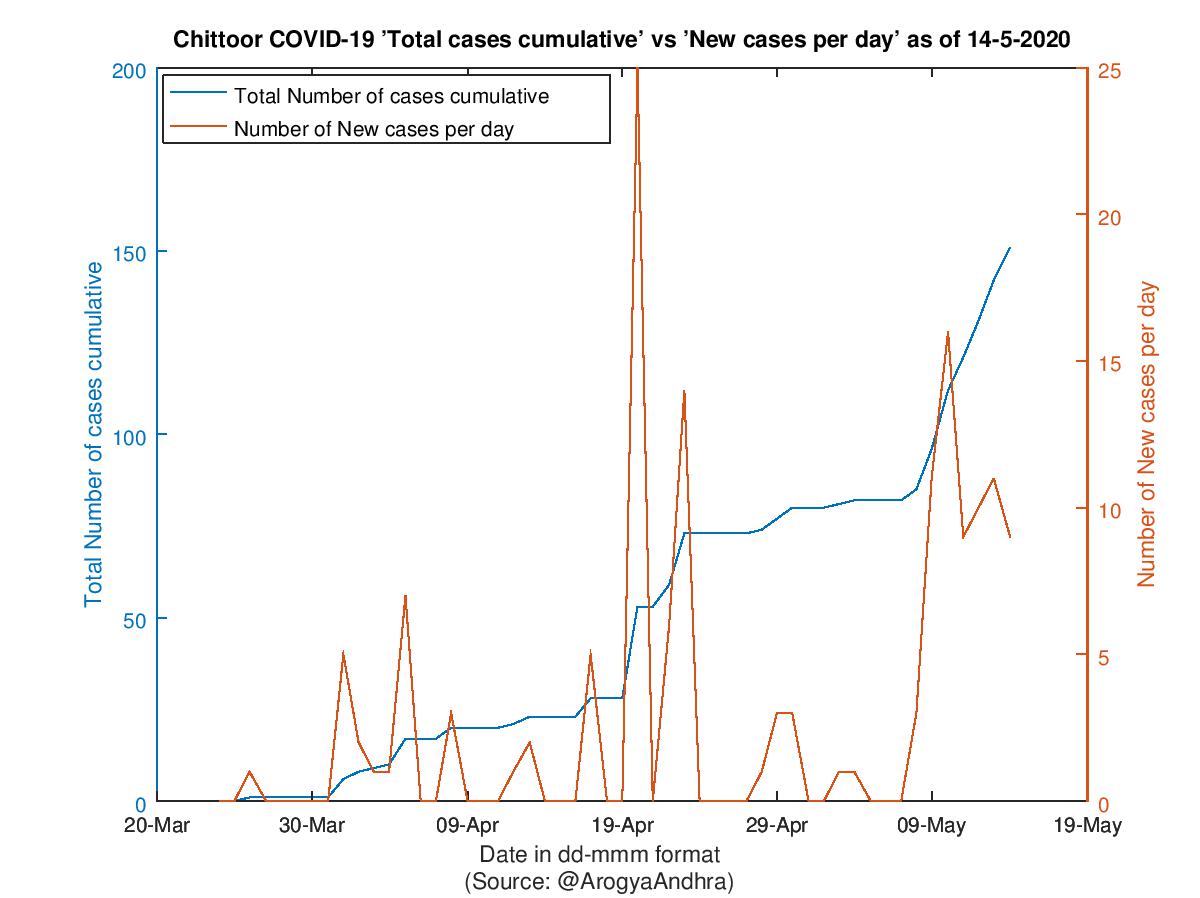 Chittoor COVID-19 ’Total cases cumulative’ vs ’New cases per day’ as of 14-5-2020
Total Number of cases cumulative
Number of New cases per day
Total Number of cases cumulative
200
150
100
50
0
25
20
15
10
5
0
Number of New cases per day
20-Mar 30-Mar 09-Apr 19-Apr 29-Apr 09-May 19-May
Date in dd-mmm format
(Source: @ArogyaAndhra)